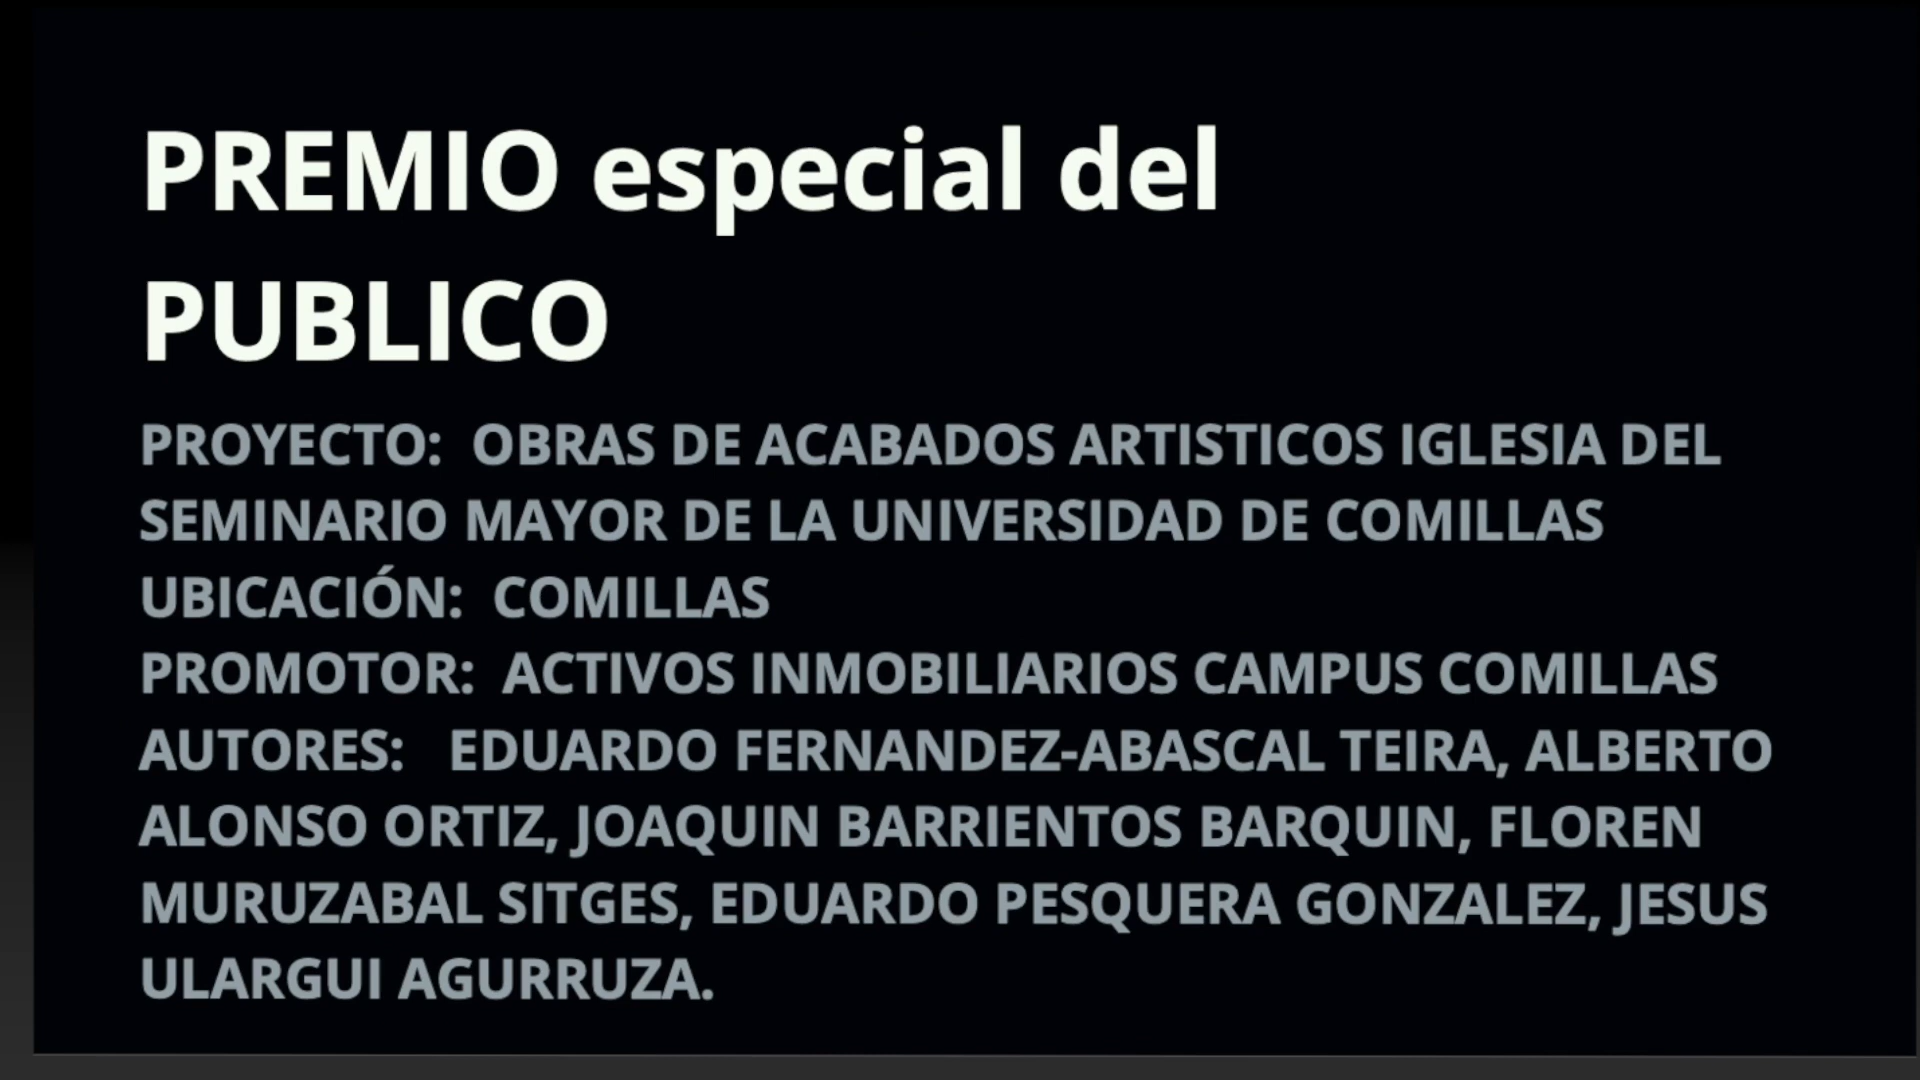 PREMIO especial del
PUBLICO
PROYECTO: OBRAS DE ACABADOS ARTISTICOS IGLESIA DEL
SEMINARIO MAYOR DE LA UNIVERSIDAD DE COMILLAS
UBICACIÓN: COMILLAS
PROMOTOR: ACTIVOS INMOBILIARIOS CAMPUS COMILLAS
AUTORES: EDUARDO FERNANDEZ-ABASCAL TEIRA, ALBERTO
ALONSO ORTIZ, JOAQUIN BARRIENTOS BARQUIN, FLOREN
MURUZABAL SITGES, EDUARDO PESQUERA GONZALEZ, JESUS
ULARGUI AGURRUZA.